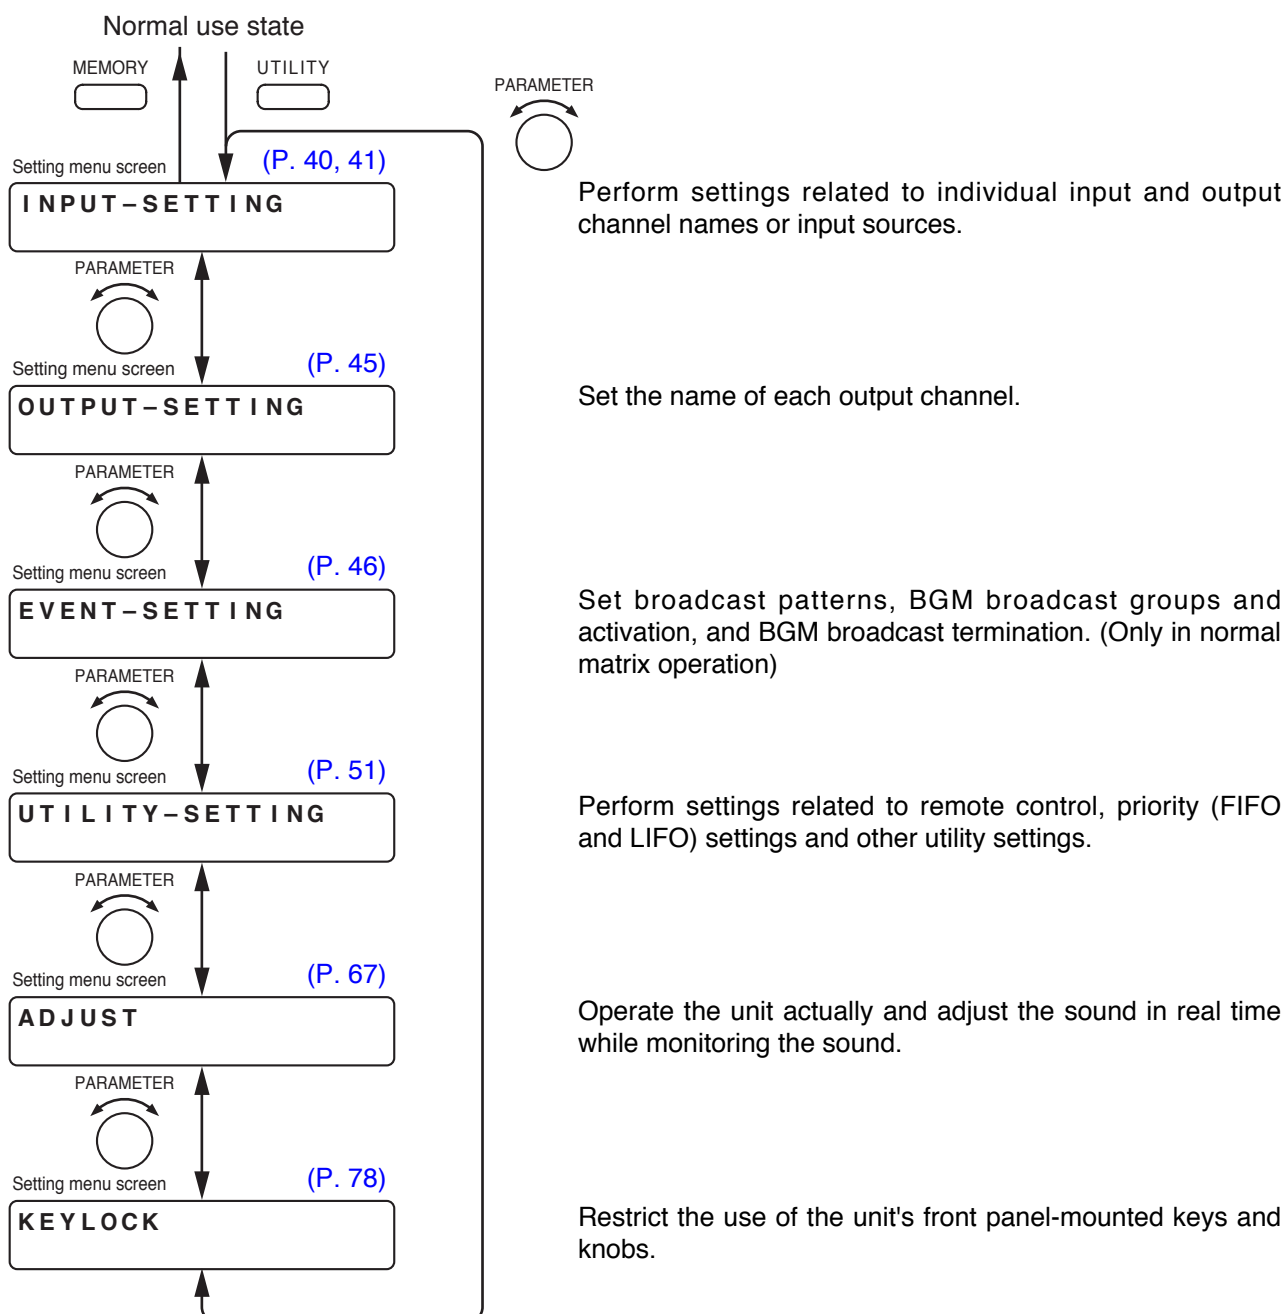 Normal use state
MEMORY
UTILITY
PARAMETER
Setting menu screen
(P. 40, 41)
INPUT–SETTING
Perform settings related to individual input and output
channel names or input sources.
PARAMETER
Setting menu screen
(P. 45)
OUTPUT–SETTING
Set the name of each output channel.
PARAMETER
Setting menu screen
(P. 46)
EVENT–SETTING
Set broadcast patterns, BGM broadcast groups and
activation, and BGM broadcast termination. (Only in normal
matrix operation)
PARAMETER
Setting menu screen
(P. 51)
UTILITY–SETTING
Perform settings related to remote control, priority (FIFO
and LIFO) settings and other utility settings.
PARAMETER
Setting menu screen
(P. 67)
ADJUST
Operate the unit actually and adjust the sound in real time
while monitoring the sound.
PARAMETER
Setting menu screen
(P. 78)
KEYLOCK
Restrict the use of the unit's front panel-mounted keys and
knobs.